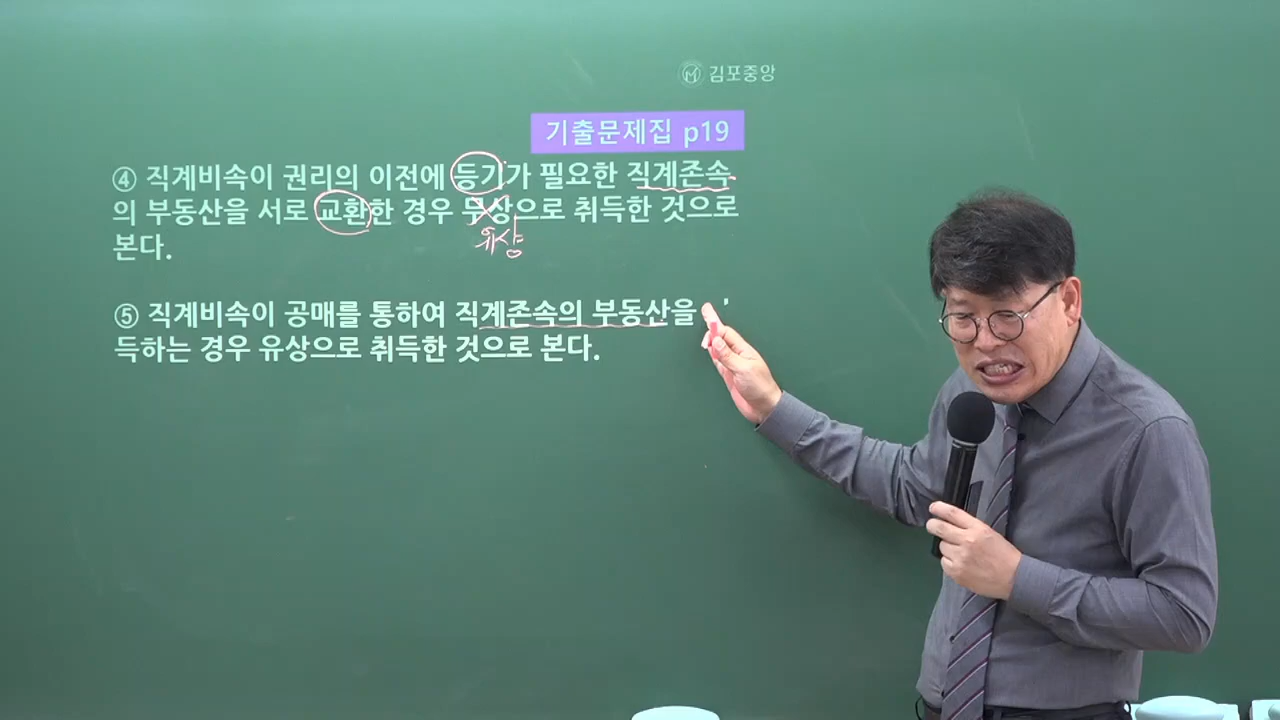 김포중앙
기출문제집 p19
④ 직계비속이 권리의 이전에 등기가 필요한 직계존속
의 부동산을 서로 교환한 경우 무상으로 취득한 것으로
유상
본다.
⑤ 직계비속이 공매를 통하여 직계존속의 부동산을
득하는 경우 유상으로 취득한 것으로 본다.